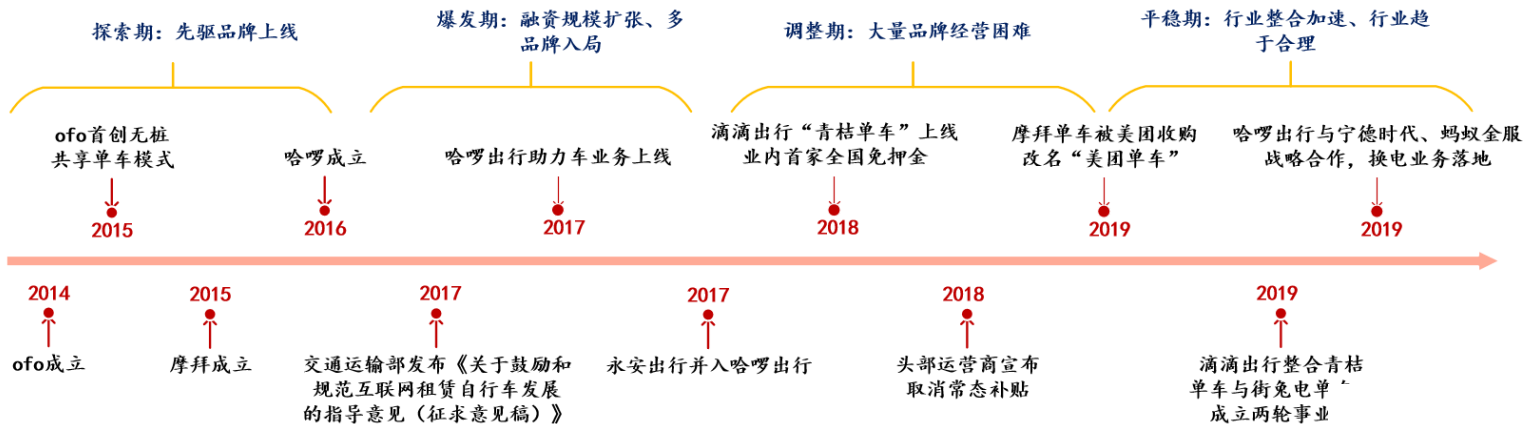 探索期：先驱品牌上线
爆发期：融资规模扩张、多
品牌入局
调整期：大量品牌经营困难
平稳期：行业整合加速、行业趋
于合理
ofo首创无桩
共享单车模式
2015
哈啰成立
2016
哈啰出行助力车业务上线
2017
滴滴出行“青桔单车”上线
业内首家全国免押金
2018
摩拜单车被美团收购
改名“美团单车”
2019
哈啰出行与宁德时代、蚂蚁金服
战略合作，换电业务落地
2019
2014
ofo成立
2015
摩拜成立
2017
交通运输部发布《关于鼓励和
规范互联网租赁自行车发展
的指导意见（征求意见稿）》
2017
永安出行并入哈啰出行
2018
头部运营商宣布
取消常态补贴
2019
滴滴出行整合青桔
单车与街兔电单
成立两轮事业